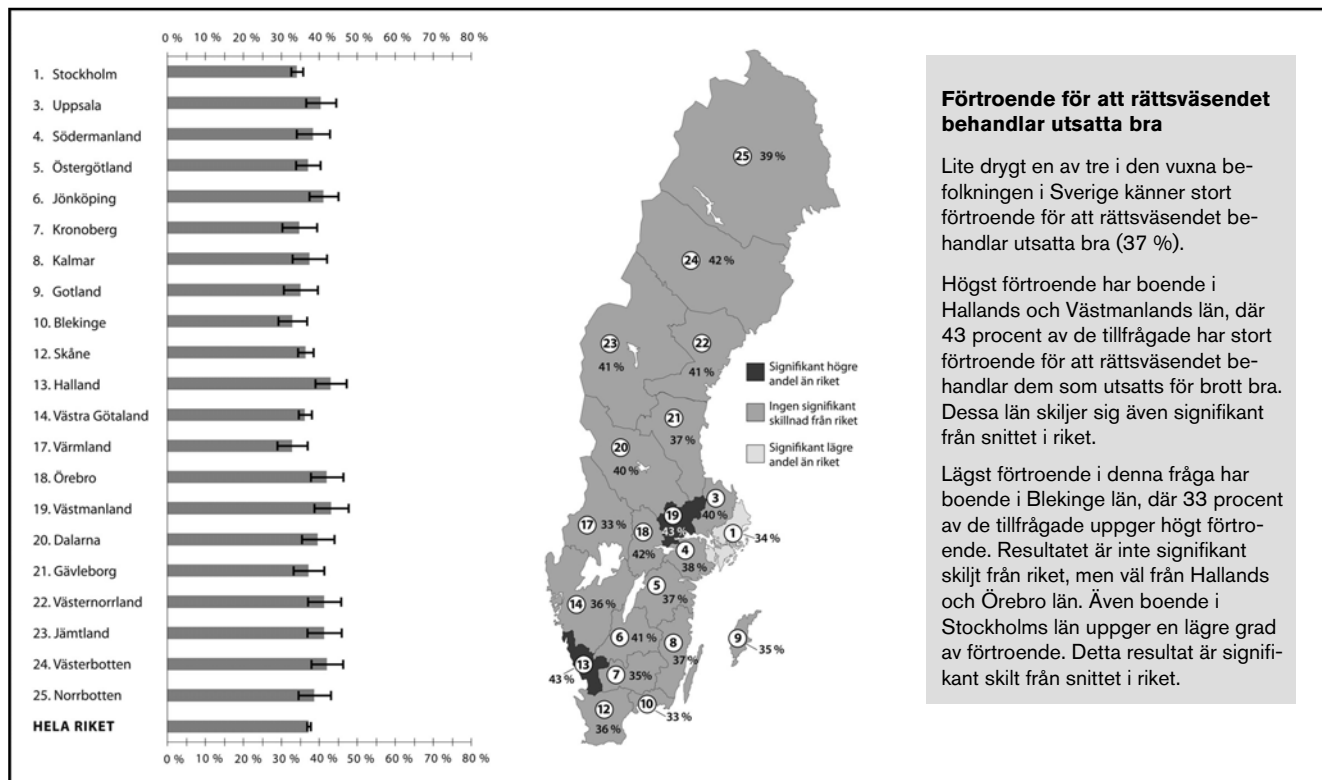 0 % 10 % 20 % 30 % 40 % 50 % 60 % 70 % 80 %
1. Stockholm
3. Uppsala
4. Södermanland
5. Östergötland
6. Jönköping
7. Kronoberg
8. Kalmar
9. Gotland
10. Blekinge
12. Skåne
13. Halland
14. Västra Götaland
17. Värmland
18. Örebro
19. Västmanland
20. Dalarna
21. Gävleborg
22. Västernorrland
23. Jämtland
24. Västerbotten
25. Norrbotten
HELA RIKET
0 % 10 % 20 % 30 % 40 % 50 % 60 % 70 % 80 %
25 39 %
24 42 %
23
41 %
22
41 %
21
37 %
20
40 %
3
40 %
19
43 %
17 33 %
18
42%
1
34 %
4
38 %
5
37 %
14 36 %
6 41 %
8
37 %
9
35 %
13
43 %
7 35%
12
36 %
10
33 %
Signifikant högre
andel än riket
Ingen signifikant
skillnad från riket
Signifikant lägre
andel än riket
Förtroende för att rättsväsendet
behandlar utsatta bra
Lite drygt en av tre i den vuxna be-
folkningen i Sverige känner stort
förtroende för att rättsväsendet be-
handlar utsatta bra (37 %).
Högst förtroende har boende i
Hallands och Västmanlands län, där
43 procent av de tillfrågade har stort
förtroende för att rättsväsendet be-
handlar dem som utsatts för brott bra.
Dessa län skiljer sig även signifikant
från snittet i riket.
Lägst förtroende i denna fråga har
boende i Blekinge län, där 33 procent
av de tillfrågade uppger högt förtro-
ende. Resultatet är inte signifikant
skiljt från riket, men väl från Hallands
och Örebro län. Även boende i
Stockholms län uppger en lägre grad
av förtroende. Detta resultat är signifi-
kant skilt från snittet i riket.